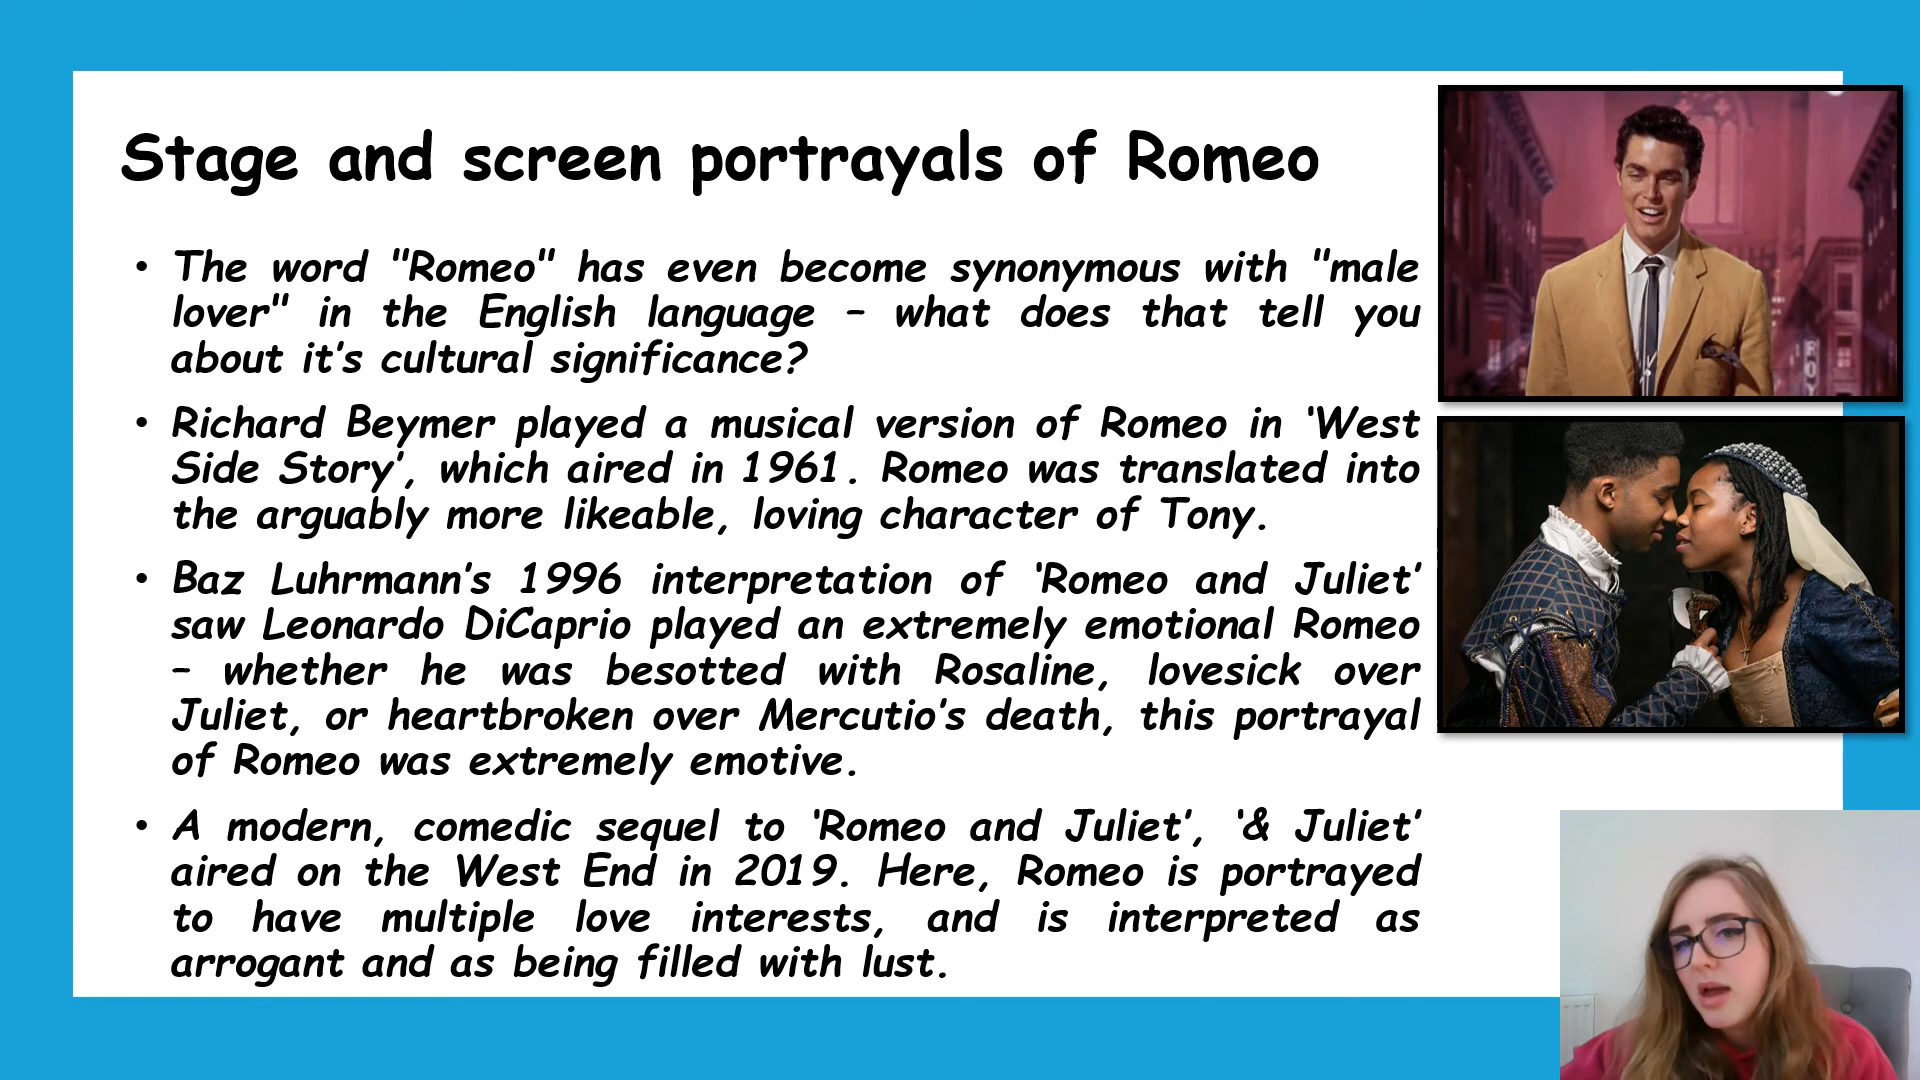 Stage and screen portrayals of Romeo
• The word "Romeo" has even become synonymous with "male
lover" in the English language – what does that tell you
about it’s cultural significance?
• Richard Beymer played a musical version of Romeo in ‘West
Side Story’, which aired in 1961. Romeo was translated into
the arguably more likeable, loving character of Tony.
• Baz Luhrmann’s 1996 interpretation of ‘Romeo and Juliet’
saw Leonardo DiCaprio played an extremely emotional Romeo
– whether he was besotted with Rosaline, lovesick over
Juliet, or heartbroken over Mercutio’s death, this portrayal
of Romeo was extremely emotive.
• A modern, comedic sequel to ‘Romeo and Juliet’, ‘& Juliet’
aired on the West End in 2019. Here, Romeo is portrayed
to have multiple love interests, and is interpreted as
arrogant and as being filled with lust.